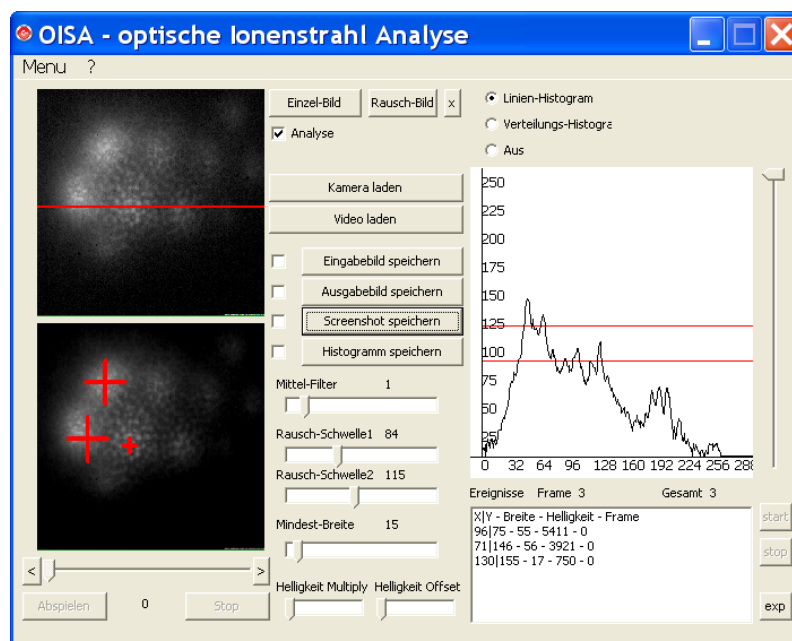 OISA - optische Ionenstrahl Analyse
Menu ?
Einzel-Bild
Rausch-Bild
x
Analyse
Kamera laden
Video laden
Eingabebild speichern
Ausgabebild speichern
Screenshot speichern
Histogramm speichern
Mittel-Filter 1
Rausch-Schwelle1 84
Rausch-Schwelle2 115
Mindest-Breite 15
Helligkeit Multiply Helligkeit Offset
< >
Abspielen 0 Stop
Linien-Histogram
Verteilungs-Histogra
Aus
250
225
200
175
150
125
100
75
50
25
0 32 64 96 128 160 192 224 256 28
Ereignisse Frame 3 Gesamt 3
X|Y - Breite - Helligkeit - Frame
96|75 - 55 - 5411 - 0
71|146 - 56 - 3921 - 0
130|155 - 17 - 750 - 0
start
stop
exp